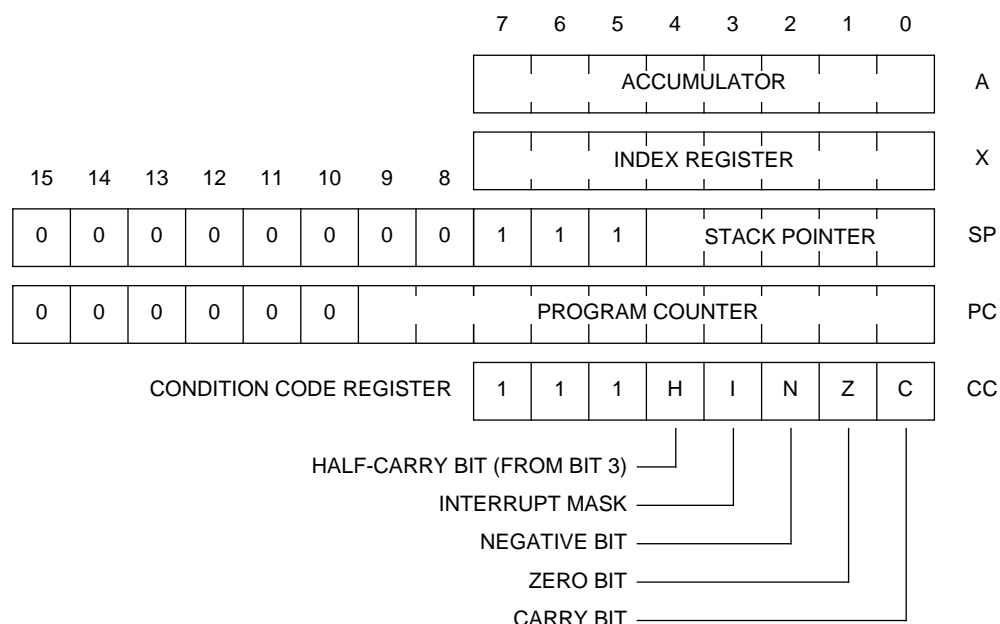 7 6 5 4 3 2 1 0
ACCUMULATOR A
INDEX REGISTER X
15 14 13 12 11 10 9 8
0 0 0 0 0 0 0 0 1 1 1 STACK POINTER SP
0 0 0 0 0 0 PROGRAM COUNTER PC
CONDITION CODE REGISTER 1 1 1 H I N Z C CC
HALF-CARRY BIT (FROM BIT 3)
INTERRUPT MASK
NEGATIVE BIT
ZERO BIT
CARRY BIT